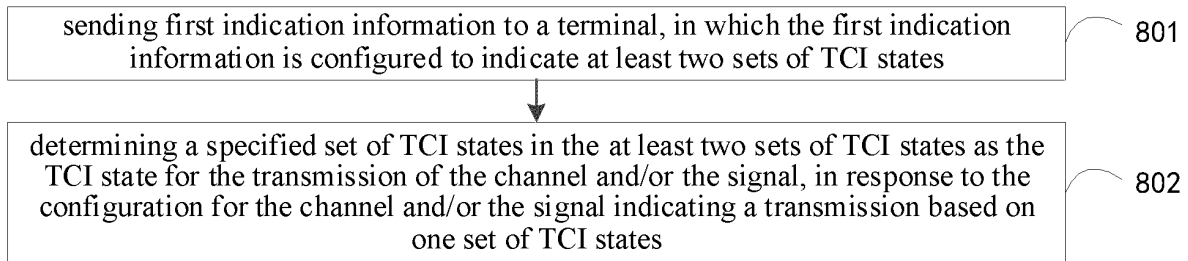 sending first indication information to a terminal, in which the first indication
information is configured to indicate at least two sets of TCI states
801
determining a specified set of TCI states in the at least two sets of TCI states as the
TCI state for the transmission of the channel and/or the signal, in response to the
configuration for the channel and/or the signal indicating a transmission based on
one set of TCI states
802